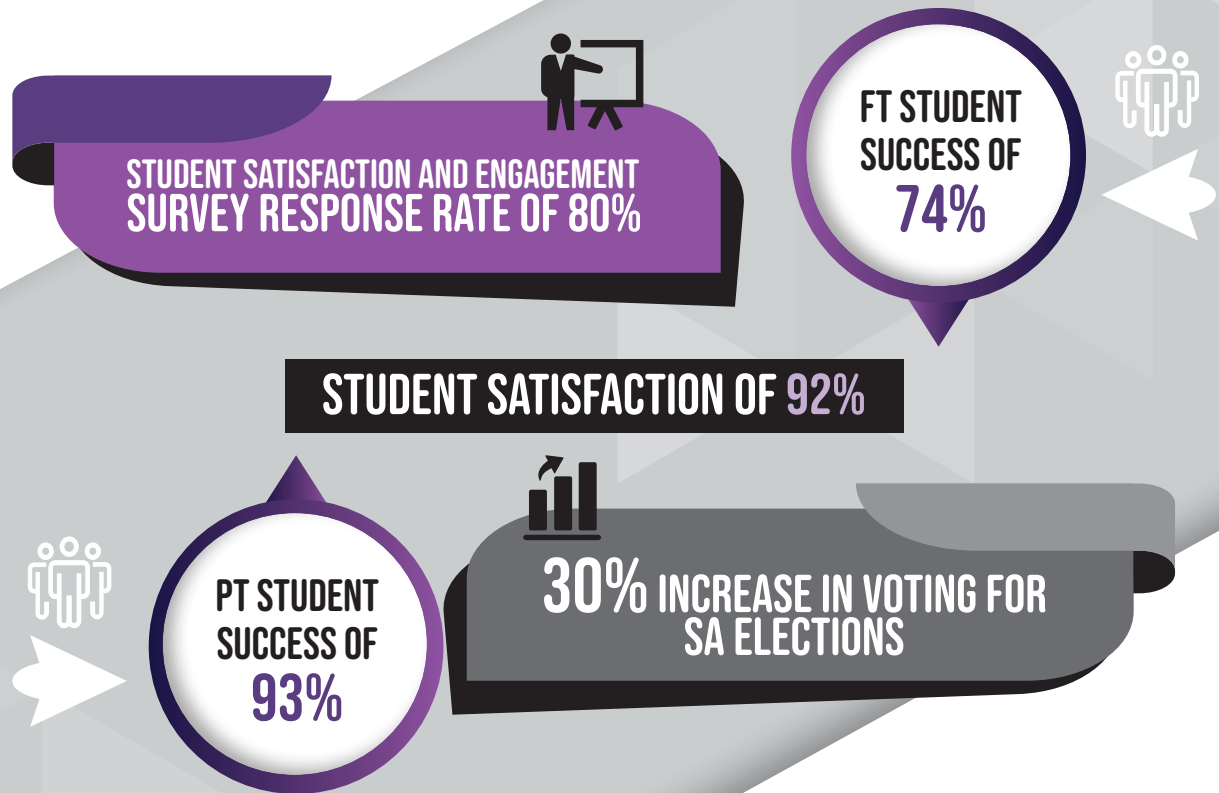 STUDENT SATISFACTION AND ENGAGEMENT
SURVEY RESPONSE RATE OF 80%
FT STUDENT
SUCCESS OF
74%
STUDENT SATISFACTION OF 92%
PT STUDENT
SUCCESS OF
93%
30% INCREASE IN VOTING FOR
SA ELECTIONS